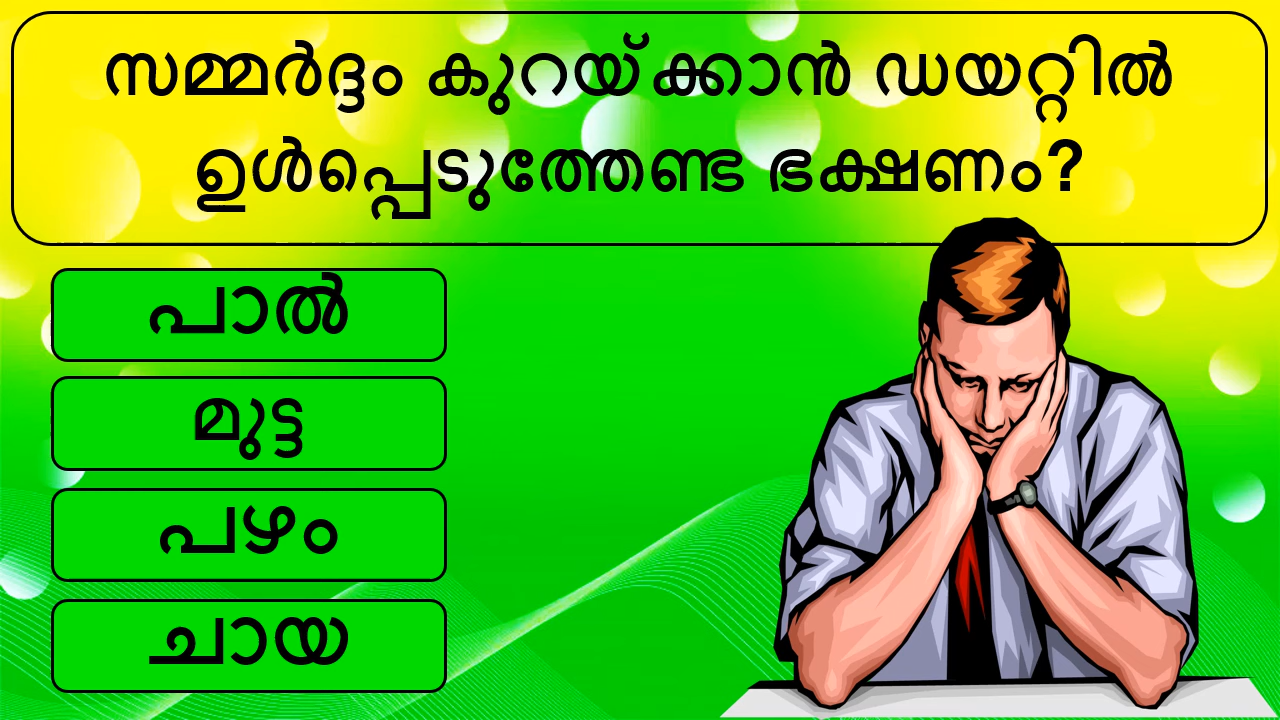 സമ്മർദ്ദം കുറയ്ക്കാൻ ഡയറ്റിൽ
ഉൾപ്പെടുത്തേണ്ട ഭക്ഷണം?
പാൽ
മുട്ട
പഴം
ചായ